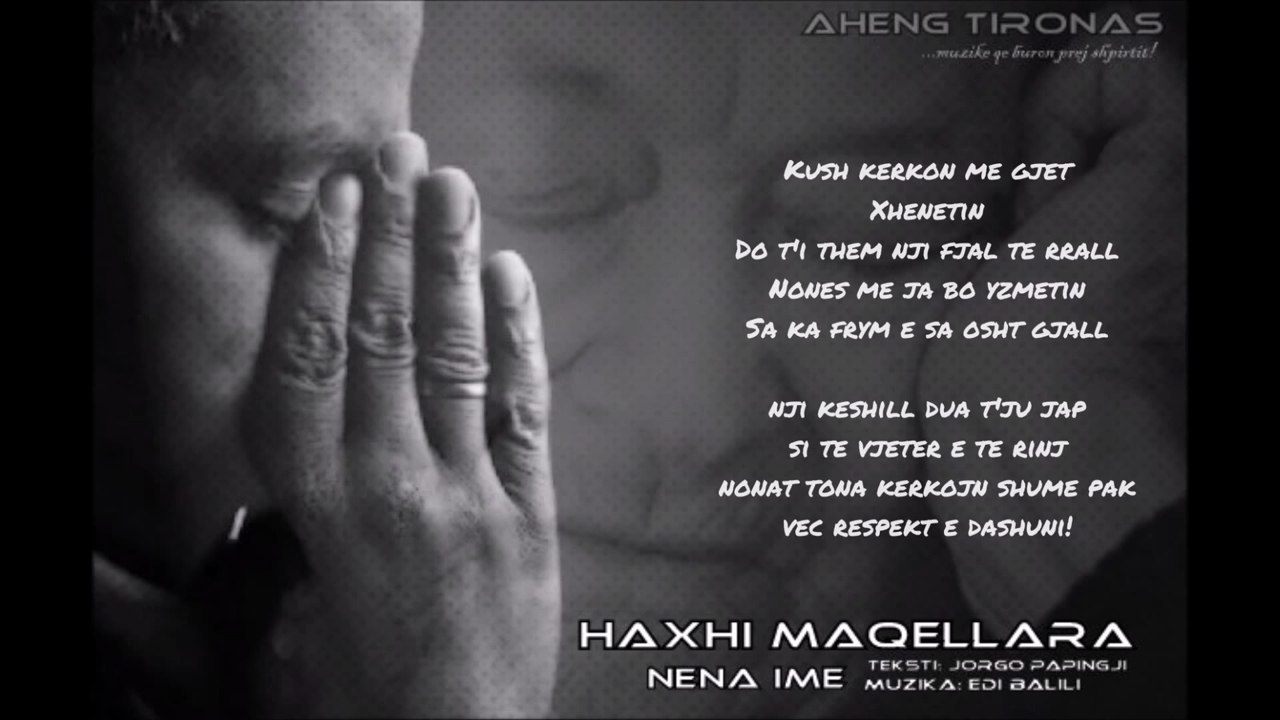 AHENG TIRONAS
...muzike qe buron prej shpirtit!
KUSH KERKON ME GJET
XHENETIN
DO T'I THEM NJI FJAL TE RRALL
NONES ME JA BO YZMETIN
SA KA FRYM E SA OSHT GJALL
NJI KESHILL DUA T'JU JAP
SI TE VJETER E TE RINJ
NONAT TONA KERKOJN SHUME PAK
VEC RESPEKT E DASHUNI!
HAXHI MAQELLARA
NENA IME
TEKSTI: JORGO PAPINGJI
MUZIKA: EDI BALILI